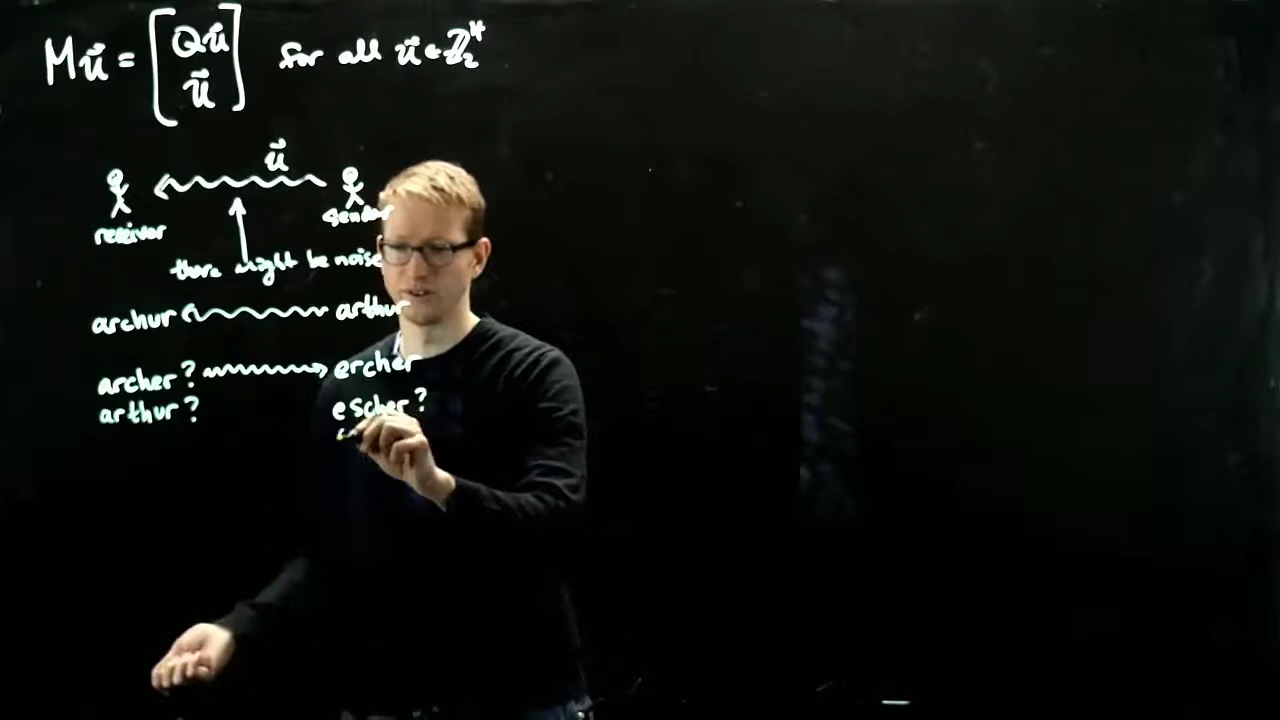 Mu⃗ = [Qu⃗ u⃗] for all u⃗ ∈ ℤ₂⁴
u⃗
receiver sender
there might be noise
archur arthur
archer? ercher
arthur? escher?